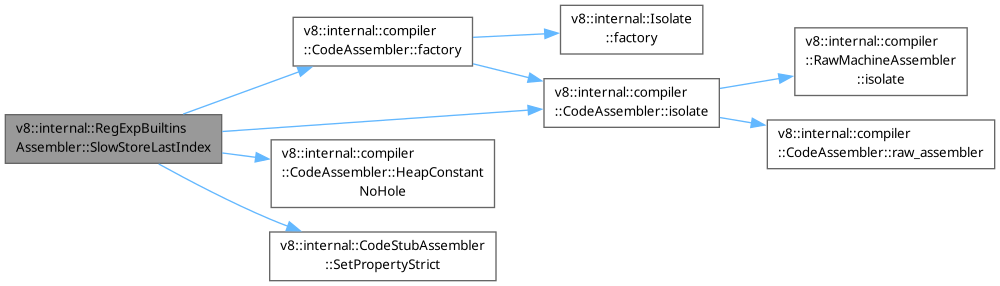 v8::internal::RegExpBuiltins
Assembler::SlowStoreLastIndex
v8::internal::compiler
::CodeAssembler::factory
v8::internal::Isolate
::factory
v8::internal::compiler
::CodeAssembler::isolate
v8::internal::compiler
::RawMachineAssembler
::isolate
v8::internal::compiler
::CodeAssembler::raw_assembler
v8::internal::compiler
::CodeAssembler::HeapConstant
NoHole
v8::internal::CodeStubAssembler
::SetPropertyStrict